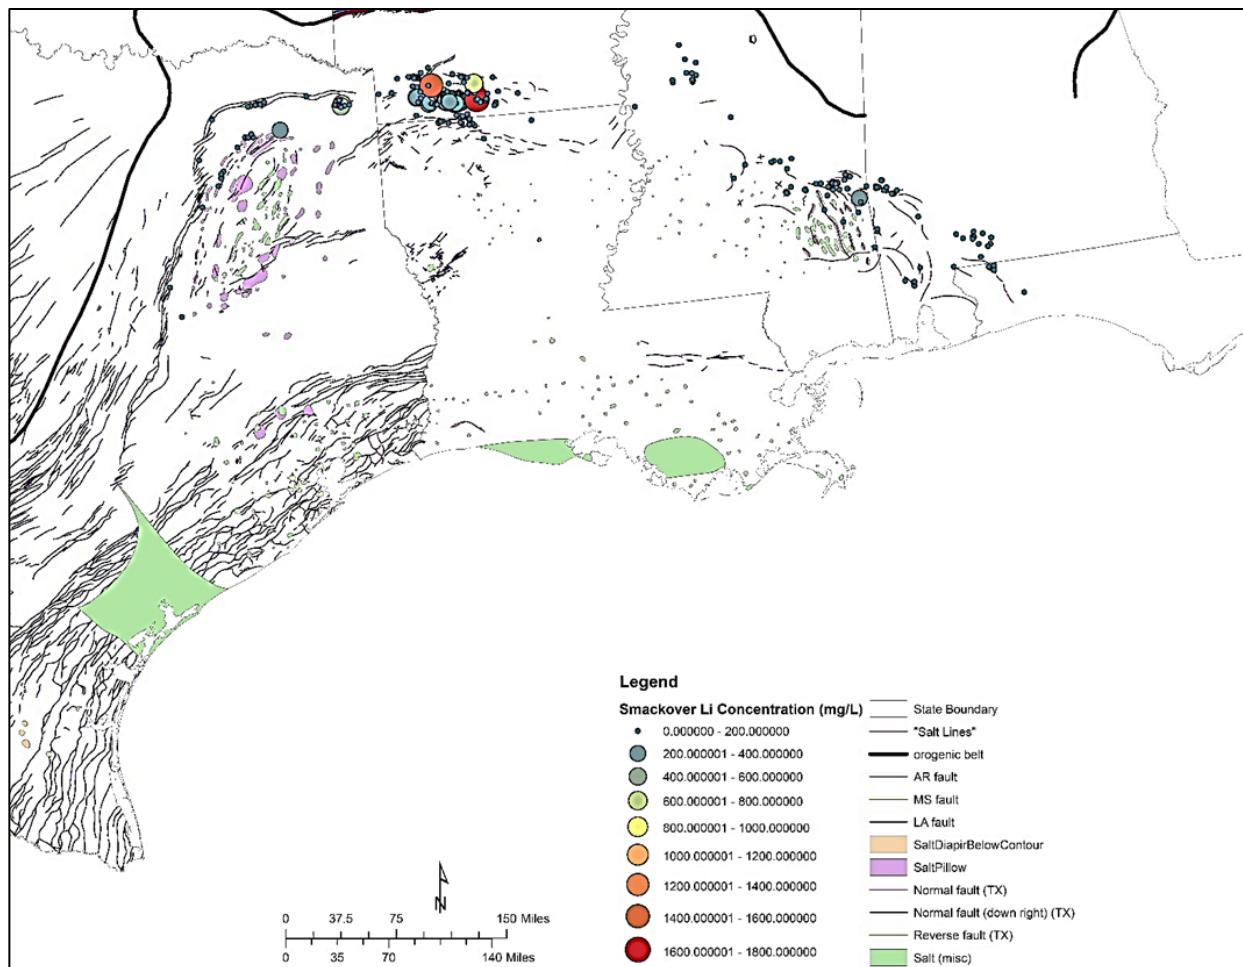 Legend
Smackover Li Concentration (mg/L)
0.000000 - 200.000000
200.000001 - 400.000000
400.000001 - 600.000000
600.000001 - 800.000000
800.000001 - 1000.000000
1000.000001 - 1200.000000
1200.000001 - 1400.000000
1400.000001 - 1600.000000
1600.000001 - 1800.000000
State Boundary
"Salt Lines"
orogenic belt
AR fault
MS fault
LA fault
SaltDiapirBelowContour
SaltPillow
Normal fault (TX)
Normal fault (down right) (TX)
Reverse fault (TX)
Salt (misc)
N
0 37.5 75 150 Miles
0 35 70 140 Miles